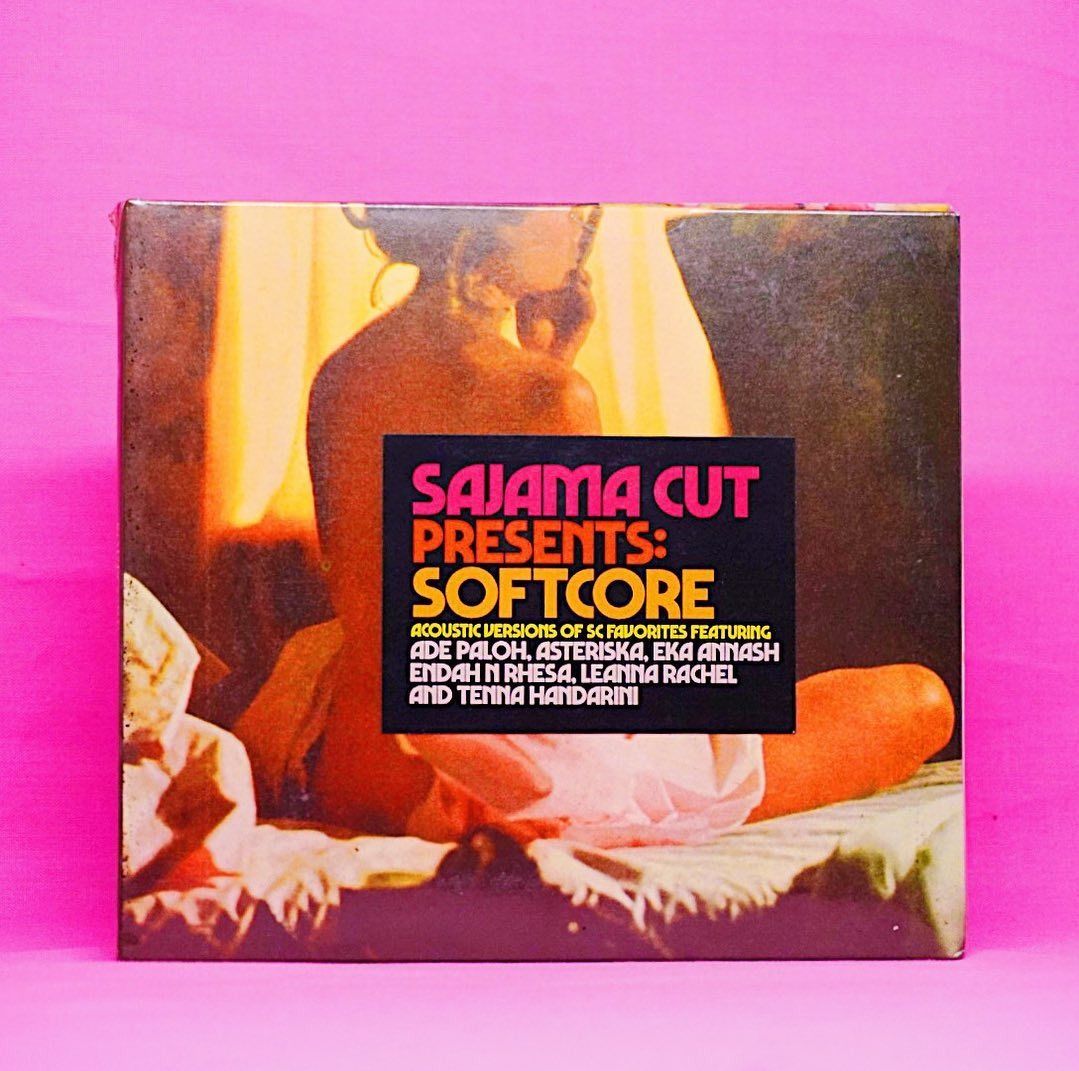 SAJAMA CUT
PRESENTS:
SOFTCORE
ACOUSTIC VERSIONS OF SC FAVORITES FEATURING
ADE PALOH, ASTERISKA, EKA ANNASH
ENDAH N RHESA, LEANNA RACHEL
AND TENNA HANDARINI